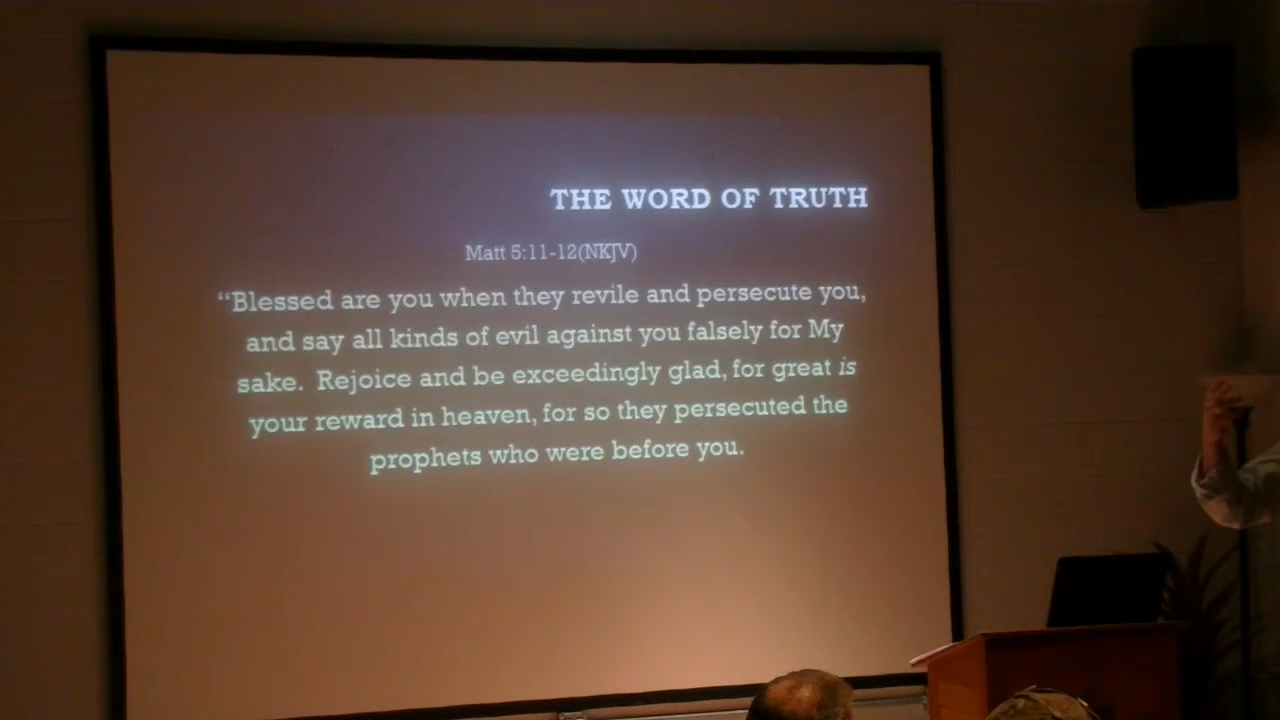 THE WORD OF TRUTH
Matt 5:11-12(NKJV)
“Blessed are you when they revile and persecute you,
and say all kinds of evil against you falsely for My
sake.  Rejoice and be exceedingly glad, for great is
your reward in heaven, for so they persecuted the
prophets who were before you.